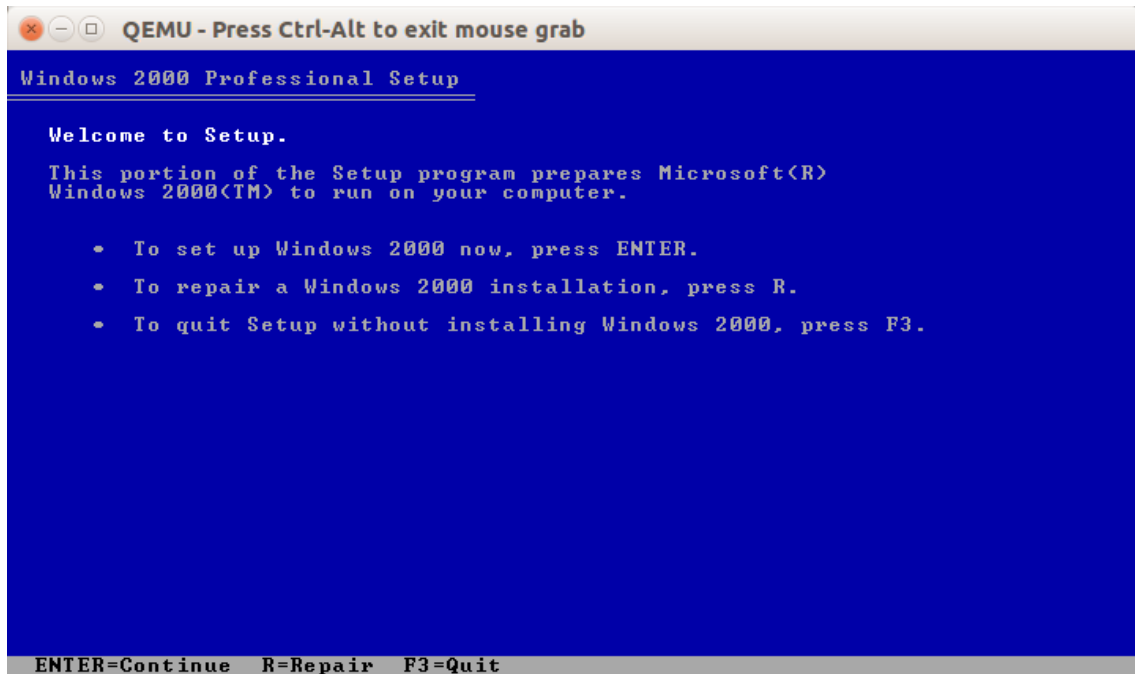 QEMU - Press Ctrl-Alt to exit mouse grab
Windows 2000 Professional Setup
Welcome to Setup.
This portion of the Setup program prepares Microsoft(R)
Windows 2000(TM) to run on your computer.
• To set up Windows 2000 now, press ENTER.
• To repair a Windows 2000 installation, press R.
• To quit Setup without installing Windows 2000, press F3.
ENTER=Continue R=Repair F3=Quit